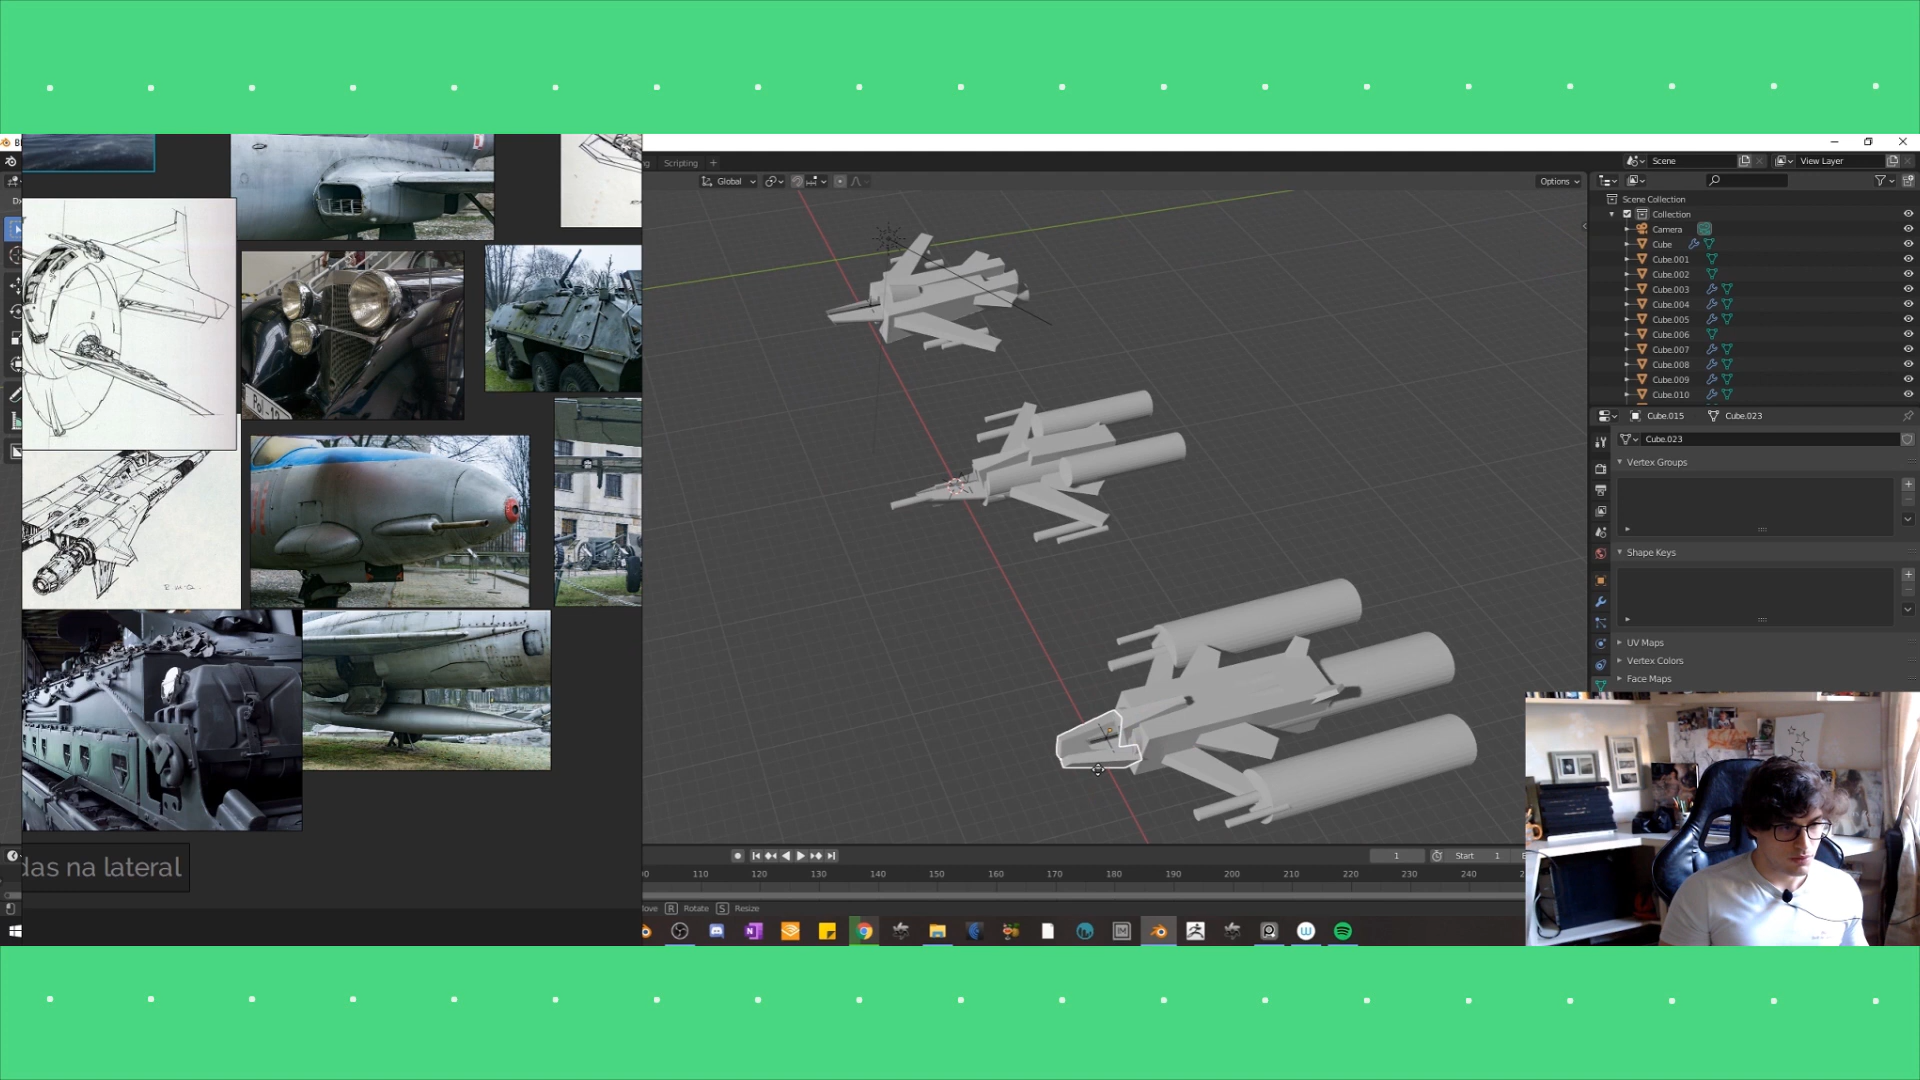 B
Scripting
+
Scene
View Layer
Global
Options
Scene Collection
Collection
Camera
Cube
Cube.001
Cube.002
Cube.003
Cube.004
Cube.005
Cube.006
Cube.007
Cube.008
Cube.009
Cube.010
Cube.015
Cube.023
Cube.023
Vertex Groups
Shape Keys
UV Maps
Vertex Colors
Face Maps
das na lateral
1
Start
1
110
120
130
140
150
160
170
180
190
200
210
220
230
240
R
Rotate
S
Resize